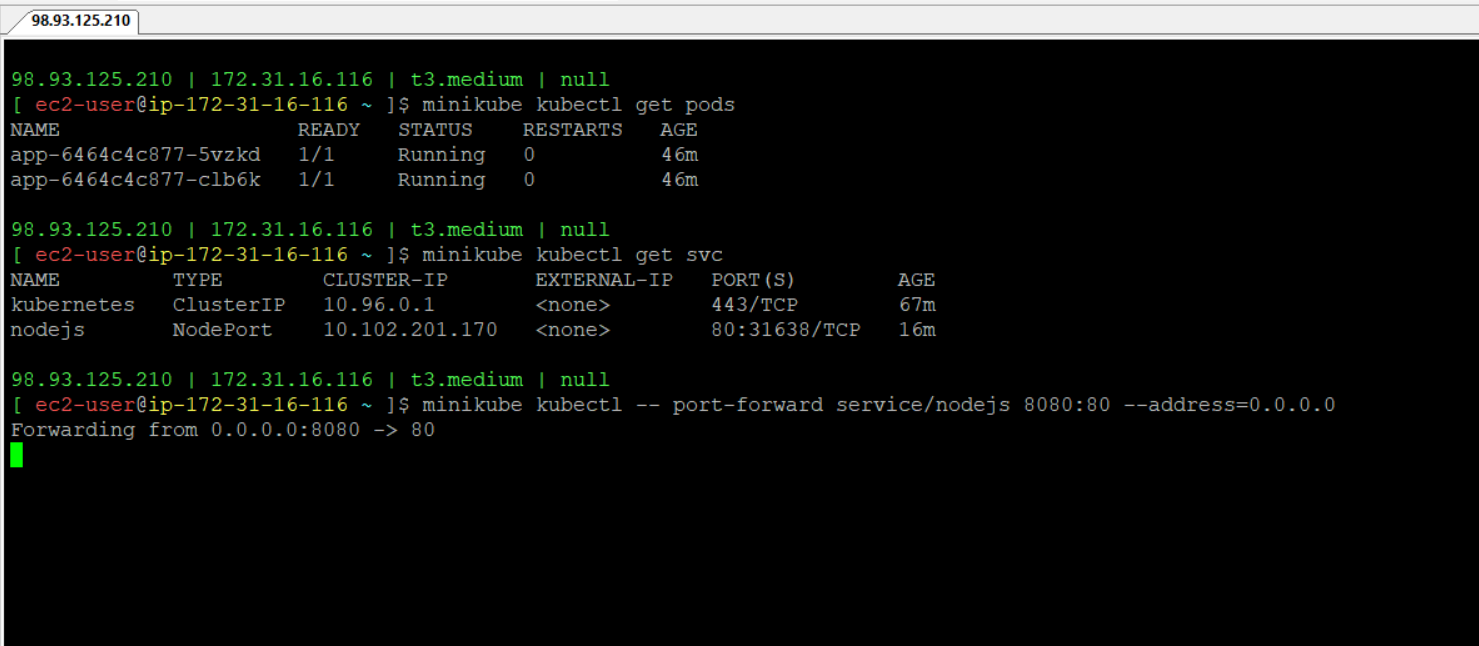 98.93.125.210
98.93.125.210 | 172.31.16.116 | t3.medium | null
[ ec2-user@ip-172-31-16-116 ~ ]$ minikube kubectl get pods
NAME                   READY   STATUS    RESTARTS   AGE
app-6464c4c877-5vzkd   1/1     Running   0          46m
app-6464c4c877-clb6k   1/1     Running   0          46m
98.93.125.210 | 172.31.16.116 | t3.medium | null
[ ec2-user@ip-172-31-16-116 ~ ]$ minikube kubectl get svc
NAME         TYPE        CLUSTER-IP       EXTERNAL-IP   PORT(S)        AGE
kubernetes   ClusterIP   10.96.0.1        <none>        443/TCP        67m
nodejs       NodePort    10.102.201.170   <none>        80:31638/TCP   16m
98.93.125.210 | 172.31.16.116 | t3.medium | null
[ ec2-user@ip-172-31-16-116 ~ ]$ minikube kubectl -- port-forward service/nodejs 8080:80 --address=0.0.0.0
Forwarding from 0.0.0.0:8080 -> 80